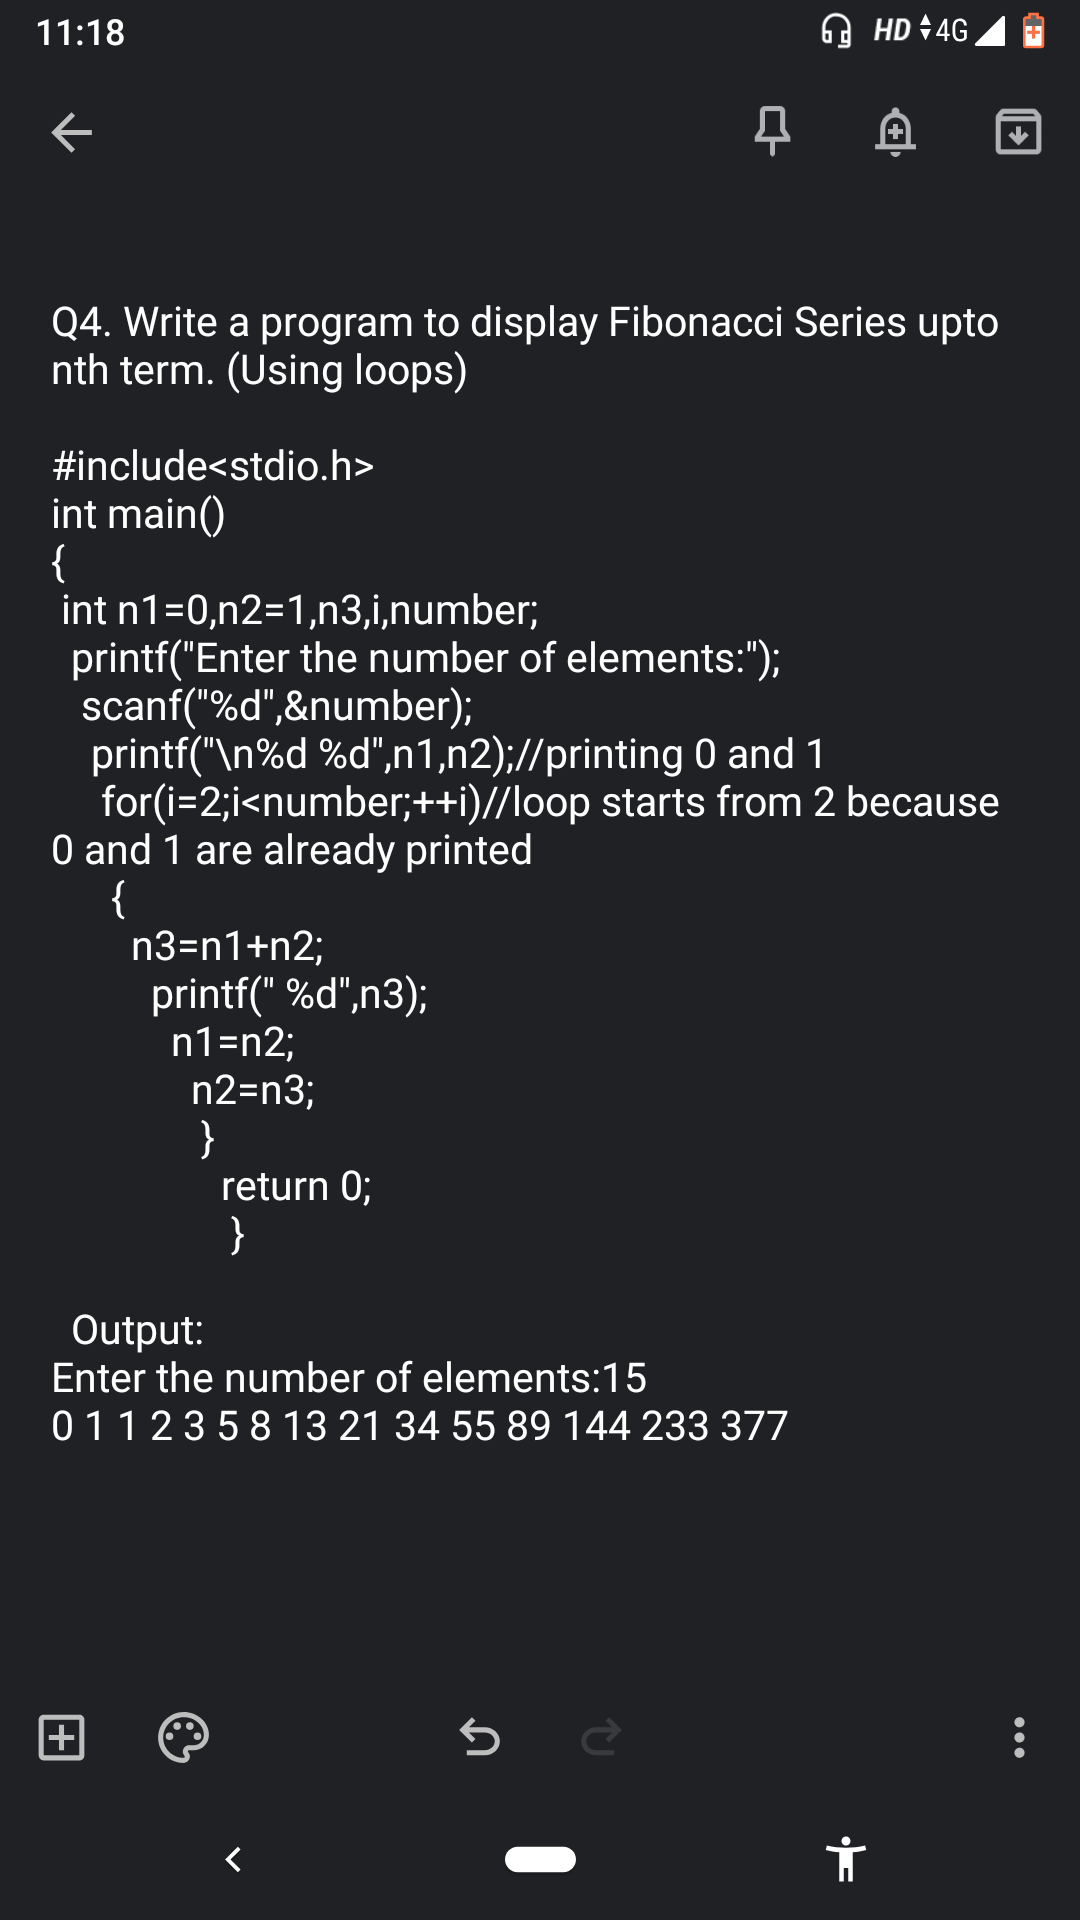 11:18
HD 4G
Q4. Write a program to display Fibonacci Series upto
nth term. (Using loops)
#include<stdio.h>
int main()
{
int n1=0,n2=1,n3,i,number;
printf("Enter the number of elements:");
scanf("%d",&number);
printf("\n%d %d",n1,n2);//printing 0 and 1
for(i=2;i<number;++i)//loop starts from 2 because
0 and 1 are already printed
{
n3=n1+n2;
printf(" %d",n3);
n1=n2;
n2=n3;
}
return 0;
}
Output:
Enter the number of elements:15
0 1 1 2 3 5 8 13 21 34 55 89 144 233 377